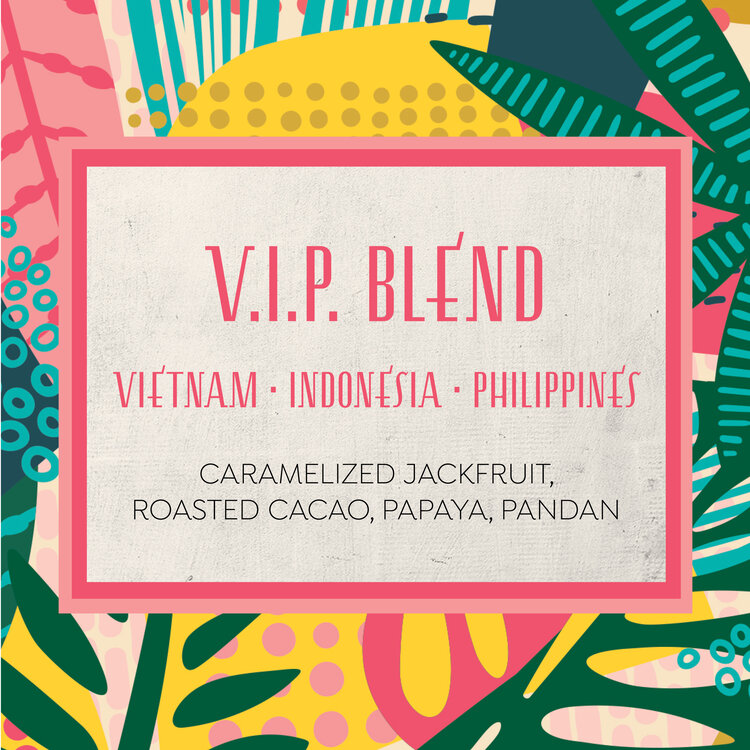 V.I.P. BLEND
VIETNAM · INDONESIA · PHILIPPINES
CARAMELIZED JACKFRUIT,
ROASTED CACAO, PAPAYA, PANDAN